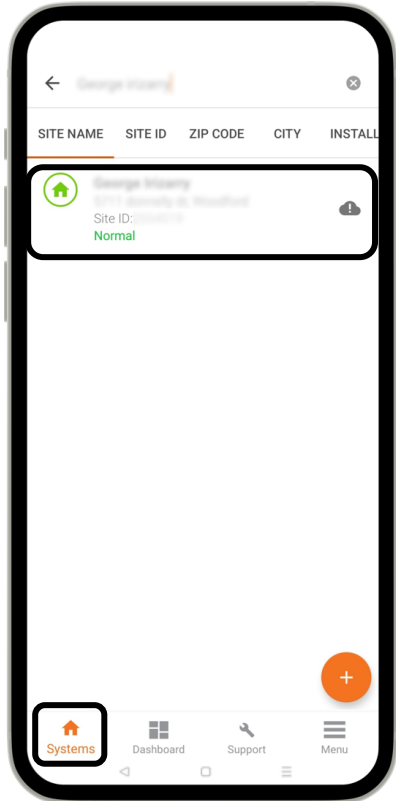 SITE NAME SITE ID ZIP CODE CITY INSTALL
Site ID:
Normal
+
Systems Dashboard Support Menu